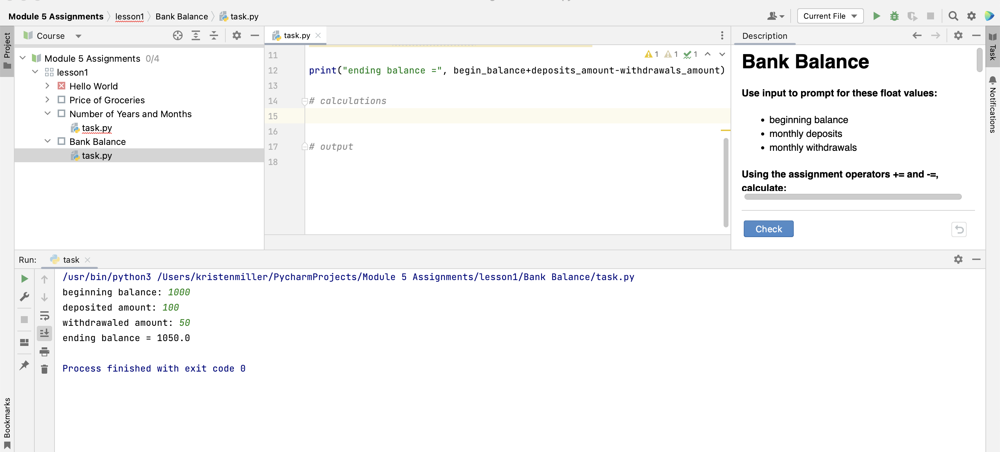 Module 5 Assignments
lesson1
Bank Balance
task.py
Current File
Project
Course
Module 5 Assignments 0/4
lesson1
Hello World
Price of Groceries
Number of Years and Months
task.py
Bank Balance
task.py
task.py
1 1 1
11
12 print("ending balance =", begin_balance+deposits_amount-withdrawals_amount)
13
14 # calculations
15
16
17 # output
18
Description
Bank Balance
Use input to prompt for these float values:
• beginning balance
• monthly deposits
• monthly withdrawals
Using the assignment operators += and -=,
calculate:
Check
Task
Notifications
Run: task
/usr/bin/python3 /Users/kristenmiller/PycharmProjects/Module 5 Assignments/lesson1/Bank Balance/task.py
beginning balance: 1000
deposited amount: 100
withdrawaled amount: 50
ending balance = 1050.0
Process finished with exit code 0
Bookmarks